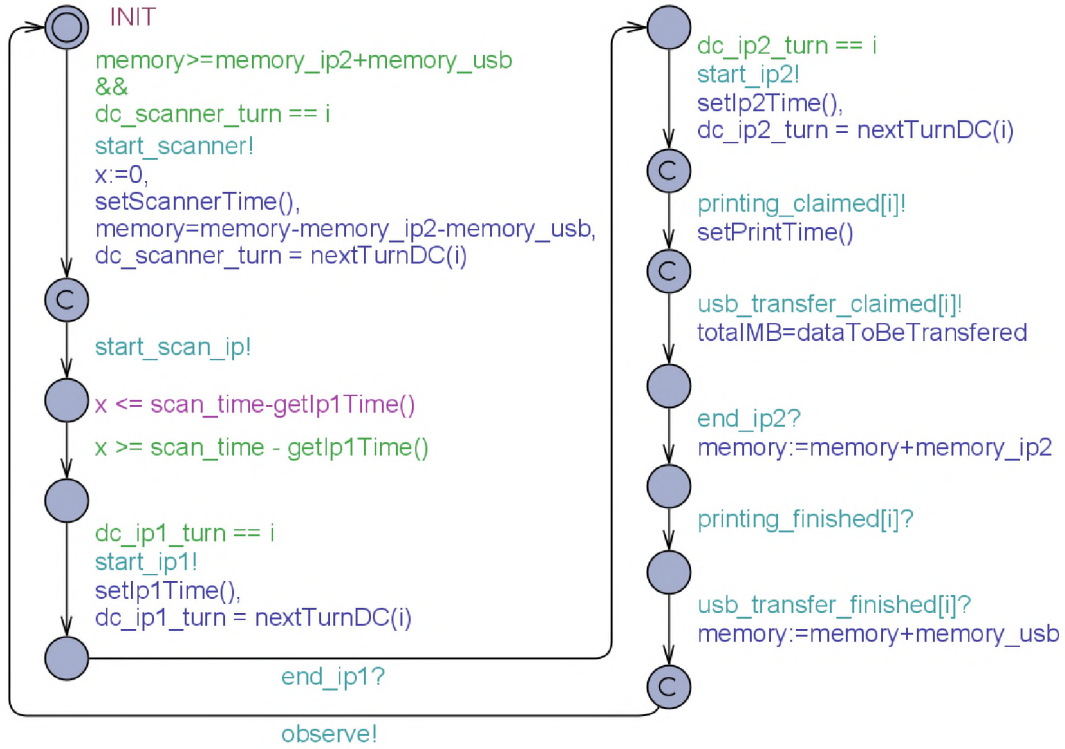 INIT
memory>=memory_ip2+memory_usb
&&
dc_scanner_turn == i
start_scanner!
x:=0,
setScannerTime(),
memory=memory-memory_ip2-memory_usb,
dc_scanner_turn = nextTurnDC(i)
C
start_scan_ip!
x <= scan_time-getIp1Time()
x >= scan_time - getIp1Time()
dc_ip1_turn == i
start_ip1!
setIp1Time(),
dc_ip1_turn = nextTurnDC(i)
end_ip1?
dc_ip2_turn == i
start_ip2!
setIp2Time(),
dc_ip2_turn = nextTurnDC(i)
C
printing_claimed[i]!
setPrintTime()
C
usb_transfer_claimed[i]!
totalMB=dataToBeTransfered
end_ip2?
memory:=memory+memory_ip2
printing_finished[i]?
usb_transfer_finished[i]?
memory:=memory+memory_usb
C
observe!